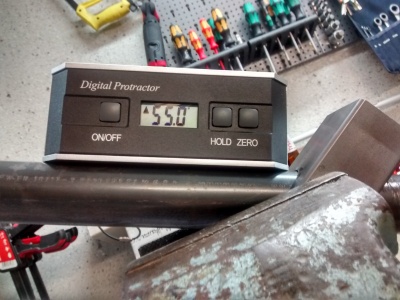 Digital Protractor
55.0
ON/OFF HOLD ZERO